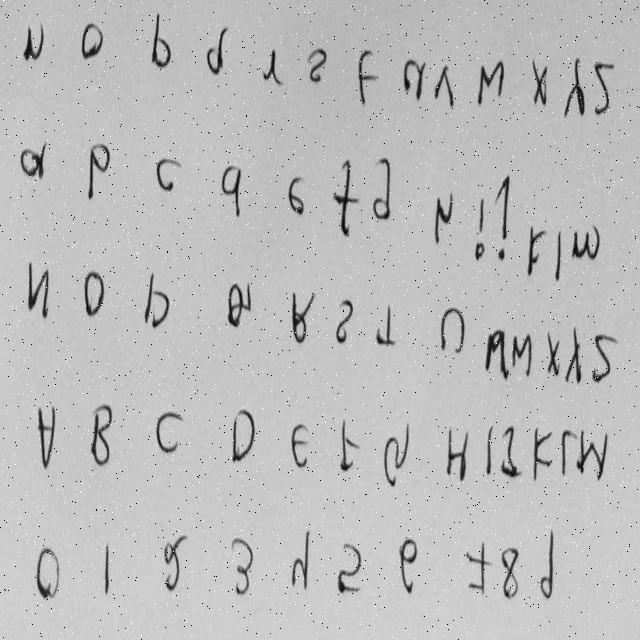 0 1 2 3 4 5 6 7 8 9
A B C D E F G H I J K L M
N O P Q R S T U V W X Y Z
a b c d e f g h i j k l m
n o p q r s t u v w x y z